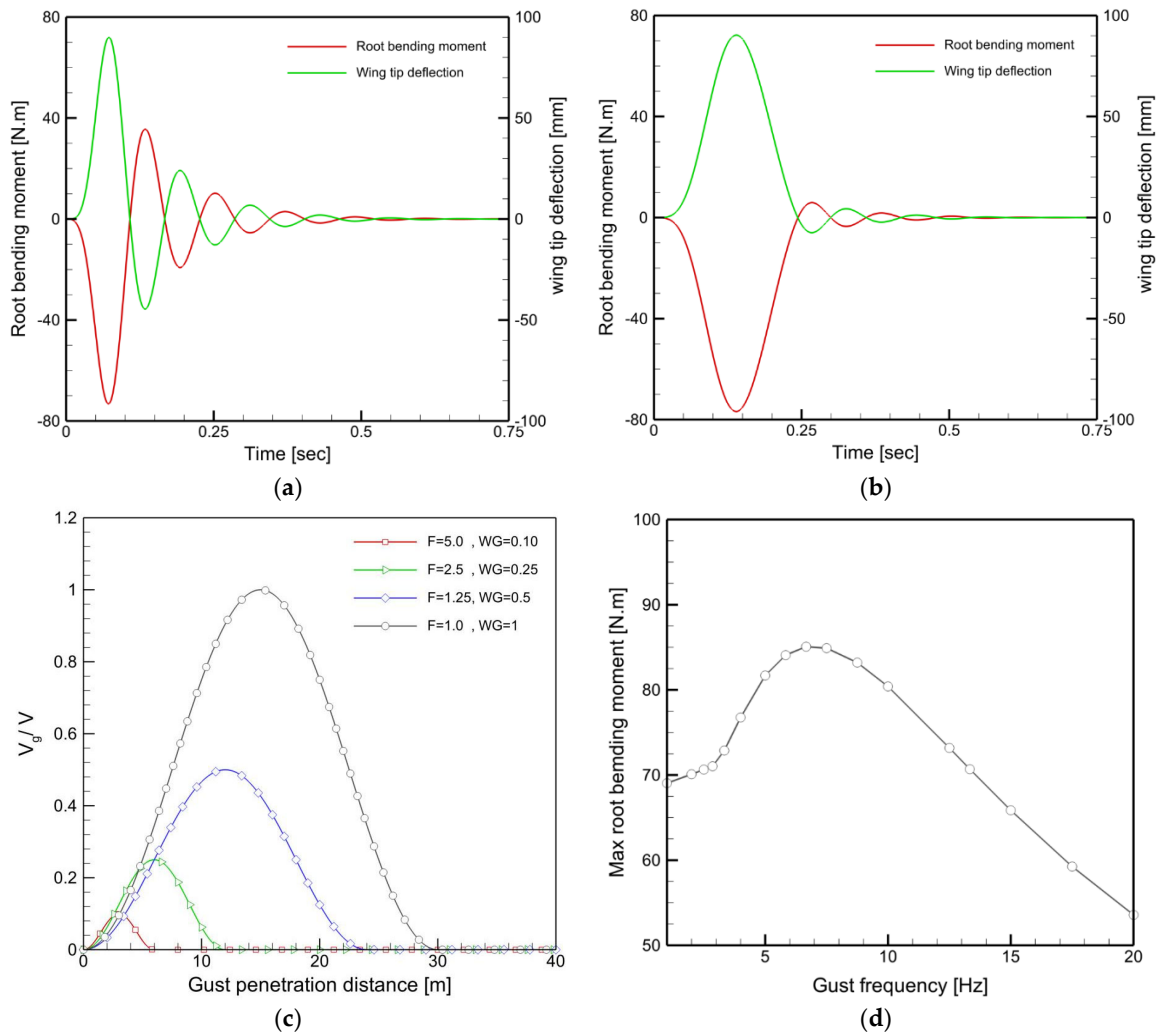 80
40
0
-40
-80
100
50
0
-50
-100
0
0.25
0.5
0.75
Root bending moment [N.m]
wing tip deflection [mm]
Time [sec]
Root bending moment
Wing tip deflection
(a)
80
40
0
-40
-80
100
50
0
-50
-100
0
0.25
0.5
0.75
Root bending moment [N.m]
wing tip deflection [mm]
Time [sec]
Root bending moment
Wing tip deflection
(b)
1.2
1
0.8
0.6
0.4
0.2
0
0
10
20
30
40
Vg/ V
Gust penetration distance [m]
F=5.0 , WG=0.10
F=2.5 , WG=0.25
F=1.25, WG=0.5
F=1.0 , WG=1
(c)
100
90
80
70
60
50
5
10
15
20
Max root bemding moment [N.m]
Gust frequency [Hz]
(d)